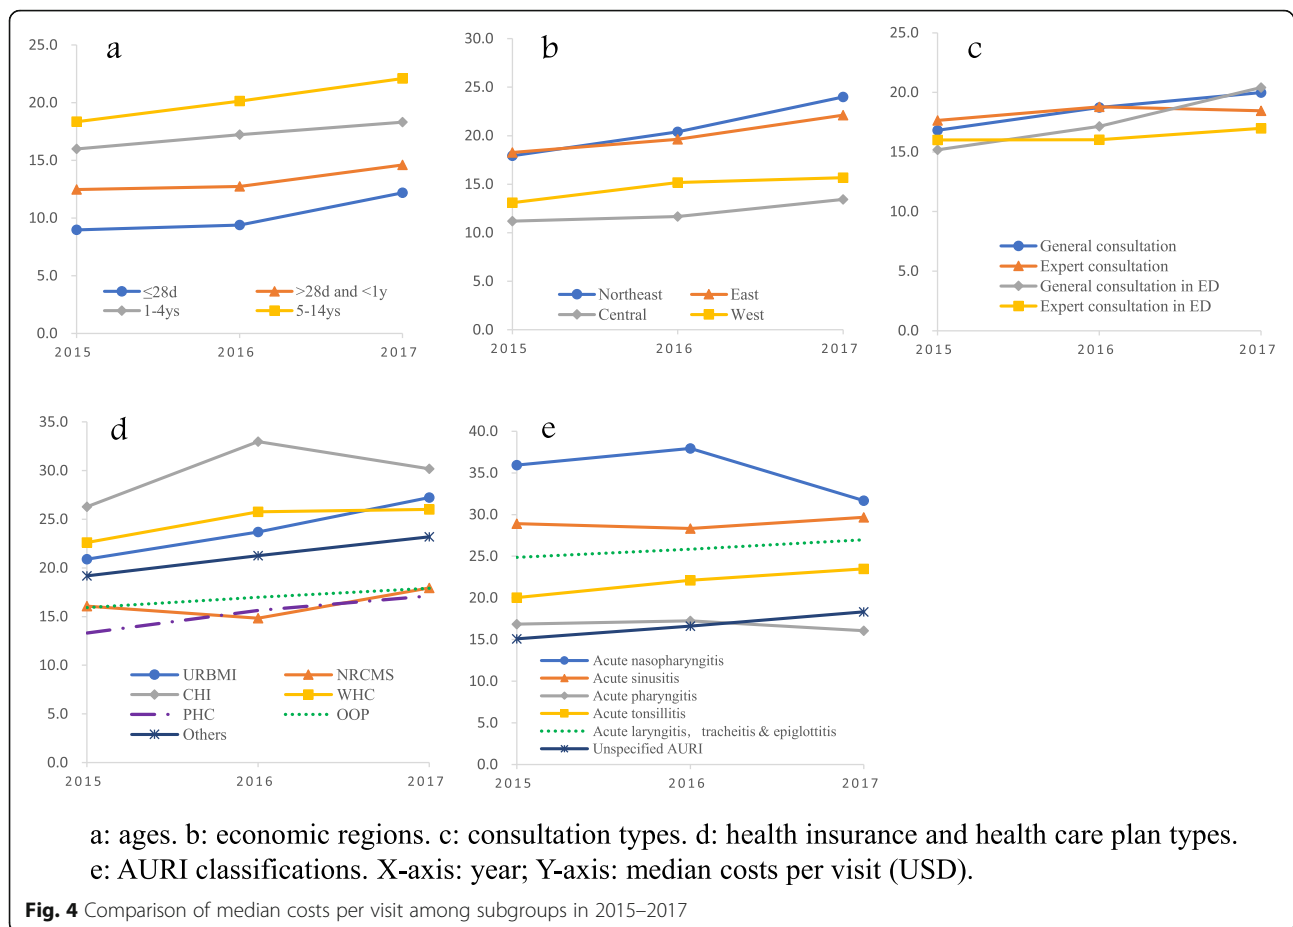 a
25.0
20.0
15.0
10.0
5.0
0.0
2015 2016 2017
≤28d >28d and <1y
1-4ys 5-14ys
b
30.0
25.0
20.0
15.0
10.0
5.0
0.0
2015 2016 2017
Northeast East
Central West
c
25.0
20.0
15.0
10.0
5.0
0.0
2015 2016 2017
General consultation
Expert consultation
General consultation in ED
Expert consultation in ED
d
35.0
30.0
25.0
20.0
15.0
10.0
5.0
0.0
2015 2016 2017
URBMI NRCMS
CHI WHC
PHC OOP
Others
e
40.0
35.0
30.0
25.0
20.0
15.0
10.0
5.0
0.0
2015 2016 2017
Acute nasopharyngitis
Acute sinusitis
Acute pharyngitis
Acute tonsillitis
Acute laryngitis, tracheitis & epiglottitis
Unspecified AURI
a: ages. b: economic regions. c: consultation types. d: health insurance and health care plan types.
e: AURI classifications. X-axis: year; Y-axis: median costs per visit (USD).
Fig. 4 Comparison of median costs per visit among subgroups in 2015–2017